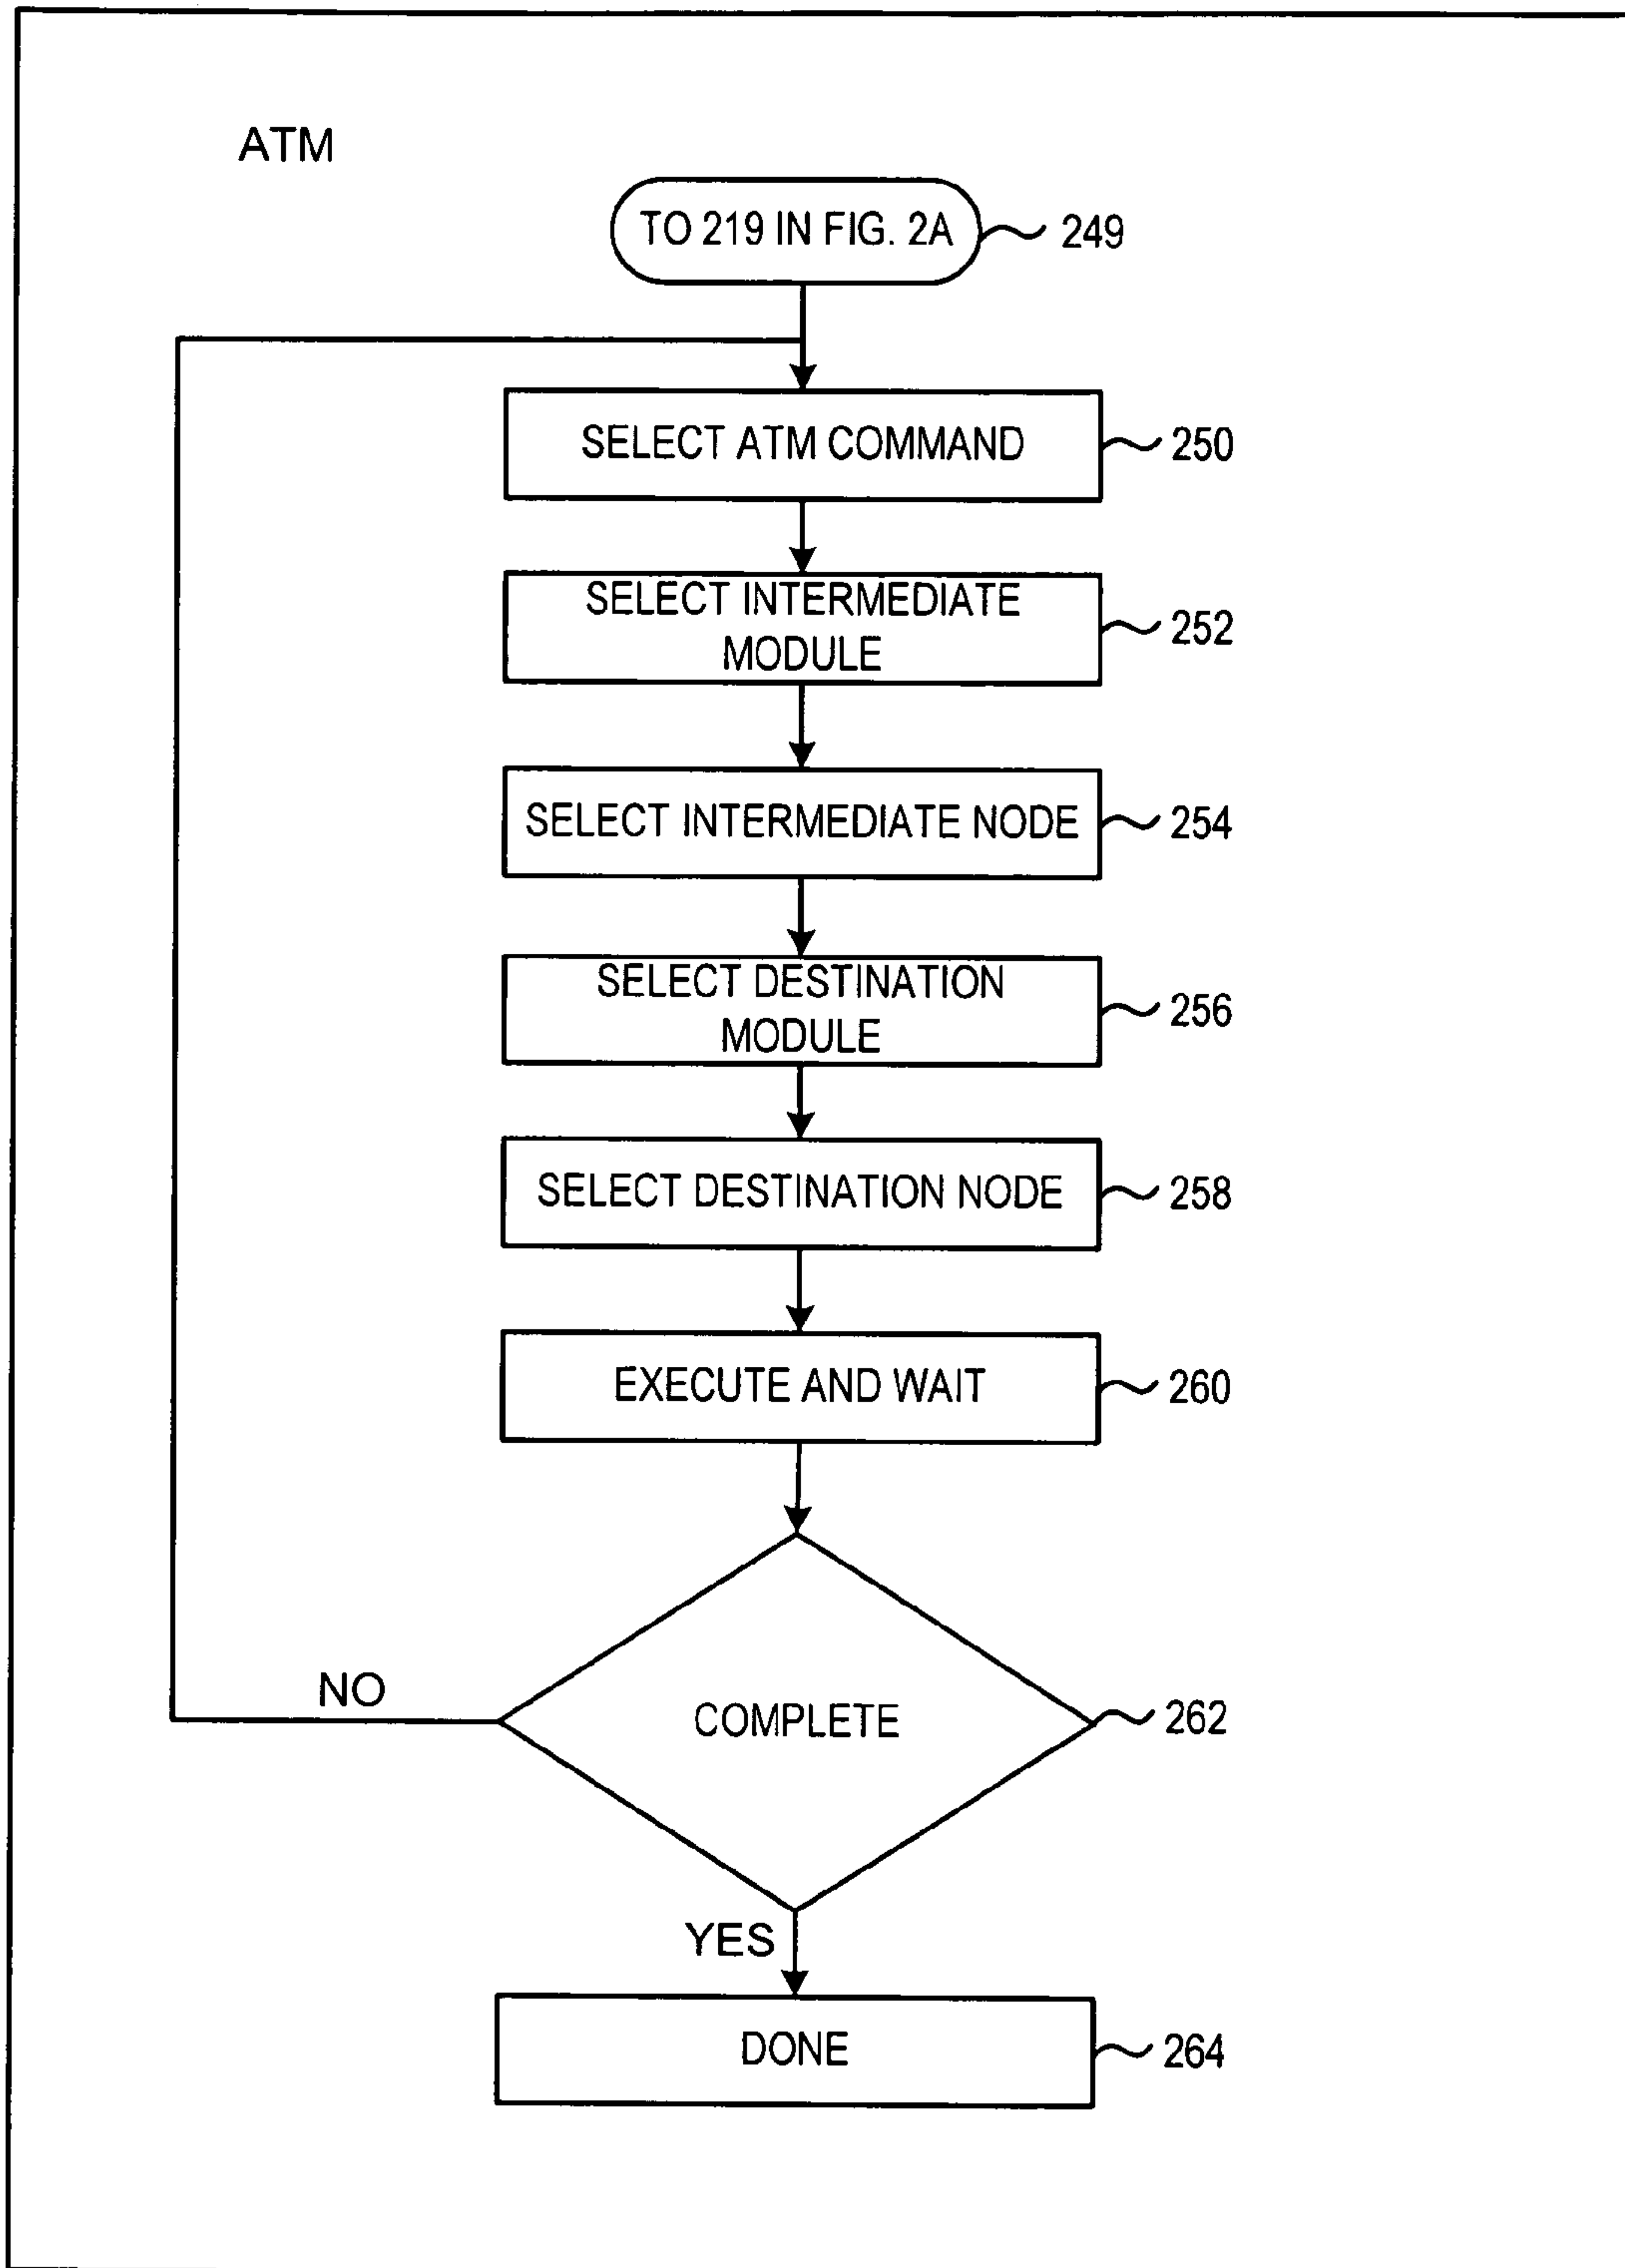 ATM
TO 219 IN FIG. 2A
249
SELECT ATM COMMAND
250
SELECT INTERMEDIATE
MODULE
252
SELECT INTERMEDIATE NODE
254
SELECT DESTINATION
MODULE
256
SELECT DESTINATION NODE
258
EXECUTE AND WAIT
260
COMPLETE
262
NO
YES
DONE
264